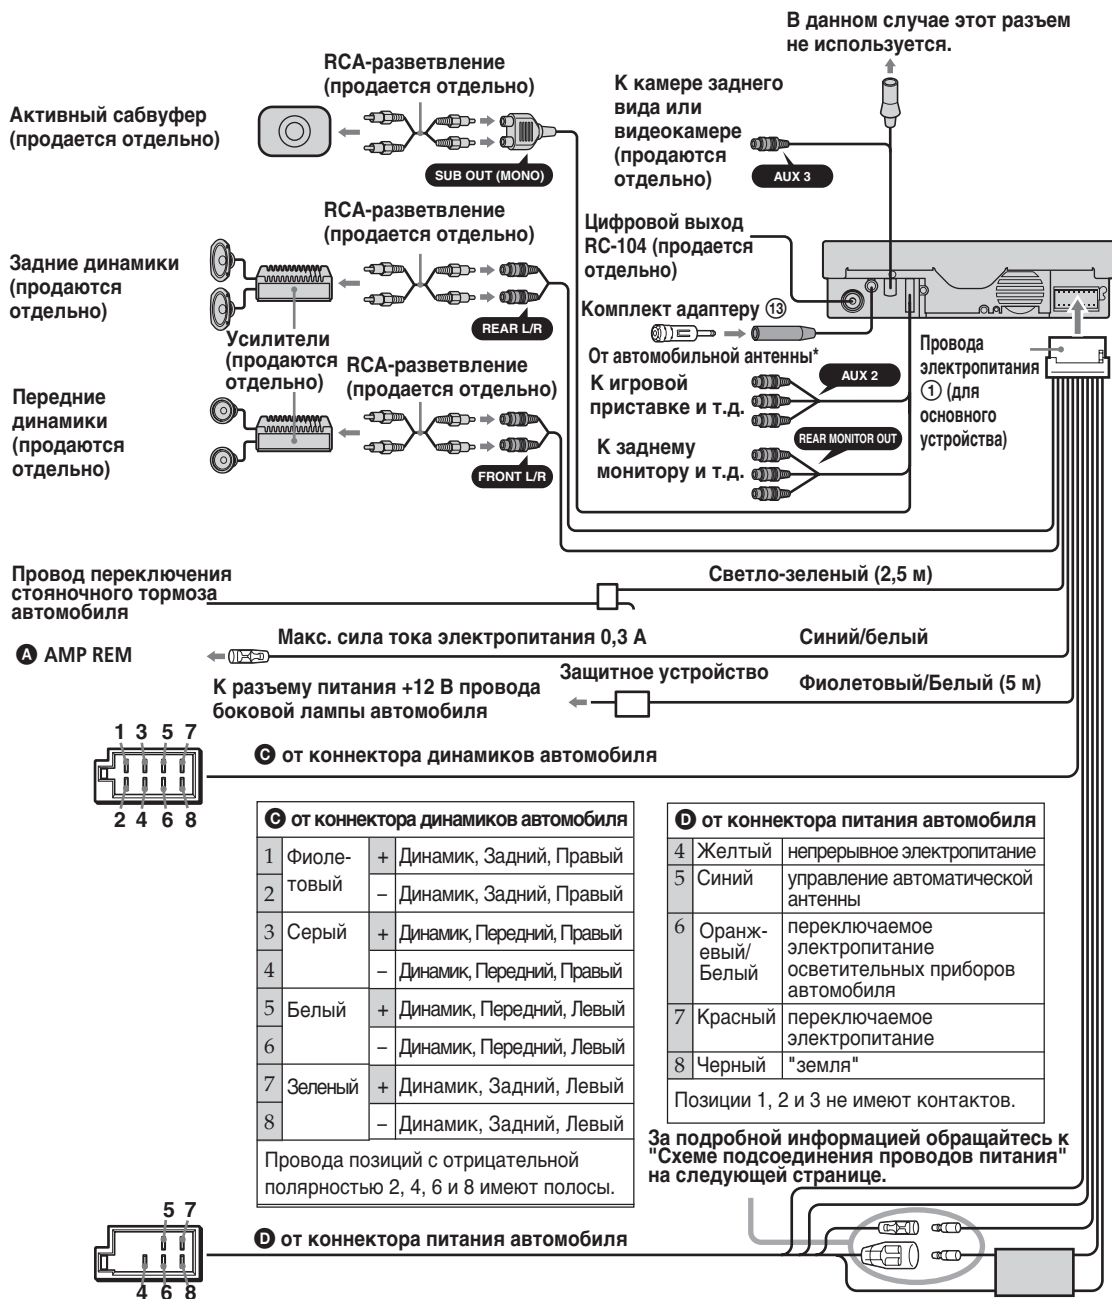 В данном случае этот разъем
не используется.
RCA-разветвление
(продается отдельно)
К камере заднего
вида или
видеокамере
(продаются
отдельно)
Активный сабвуфер
(продается отдельно)
SUB OUT (MONO)
AUX 3
RCA-разветвление
(продается отдельно)
Цифровой выход
RC-104 (продается
отдельно)
Задние динамики
(продаются
отдельно)
REAR L/R
Комплект адаптеру ⑬
Усилители
(продаются
отдельно)
RCA-разветвление
(продается отдельно)
От автомобильной антенны*
Провода
электропитания
① (для
основного
устройства)
AUX 2
К игровой
приставке и т.д.
Передние
динамики
(продаются
отдельно)
REAR MONITOR OUT
К заднему
монитору и т.д.
FRONT L/R
Провод переключения
стояночного тормоза
автомобиля
Светло-зеленый (2,5 м)
A AMP REM
Макс. сила тока электропитания 0,3 А
Синий/белый
К разъему питания +12 В провода
боковой лампы автомобиля
Защитное устройство
Фиолетовый/Белый (5 м)
1 3 5 7
2 4 6 8
C от коннектора динамиков автомобиля
C от коннектора динамиков автомобиля
1 Фиоле- + Динамик, Задний, Правый
2 товый – Динамик, Задний, Правый
3 Серый + Динамик, Передний, Правый
4 – Динамик, Передний, Правый
5 Белый + Динамик, Передний, Левый
6 – Динамик, Передний, Левый
7 Зеленый + Динамик, Задний, Левый
8 – Динамик, Задний, Левый
Провода позиций с отрицательной
полярностью 2, 4, 6 и 8 имеют полосы.
D от коннектора питания автомобиля
4 Желтый непрерывное электропитание
5 Синий управление автоматической
антенны
6 Оранж-
евый/
Белый
переключаемое
электропитание
осветительных приборов
автомобиля
7 Красный переключаемое
электропитание
8 Черный "земля"
Позиции 1, 2 и 3 не имеют контактов.
За подробной информацией обращайтесь к
"Схеме подсоединения проводов питания"
на следующей странице.
5 7
4 6 8
D от коннектора питания автомобиля